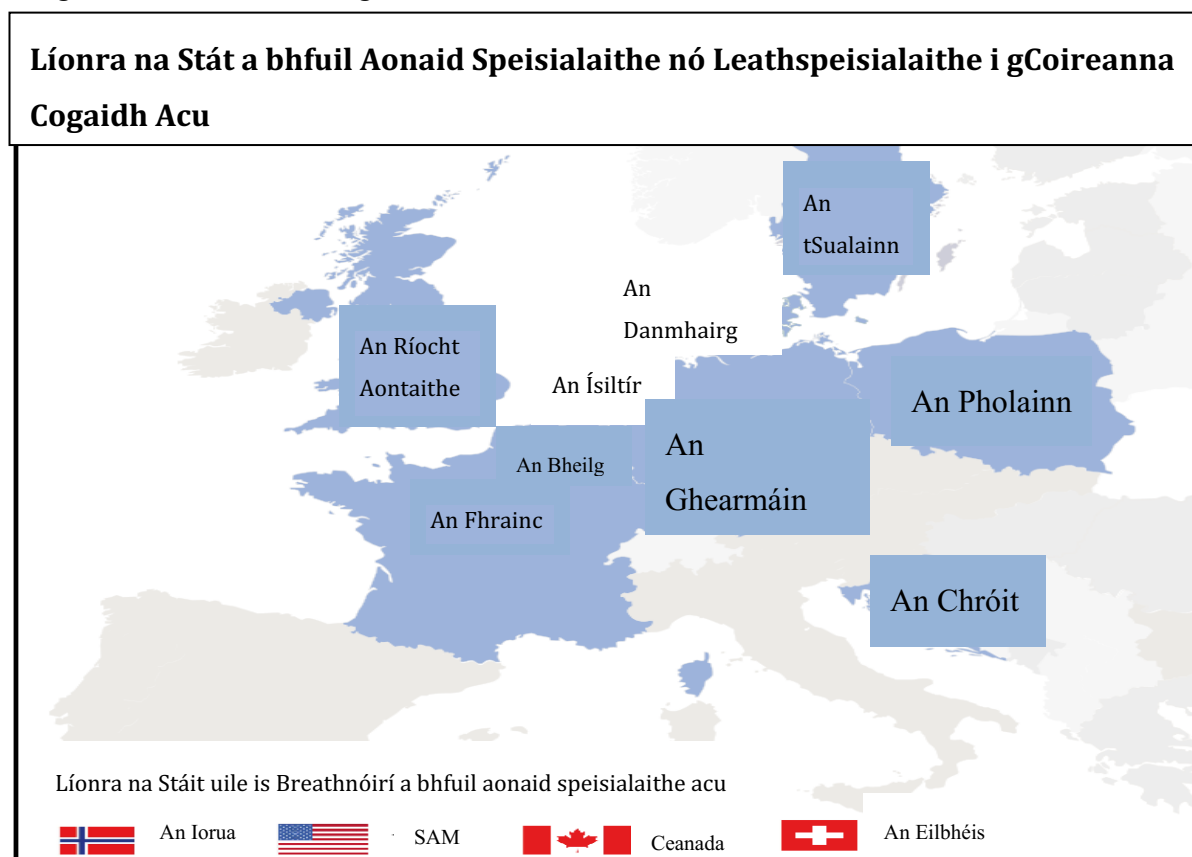 Líonra na Stát a bhfuil Aonaid Speisialaithe nó Leathspeisialaithe i gCoireanna
Cogaidh Acu
An
tSualainn
An
Danmhairg
An Ríocht
Aontaithe
An Ísiltír
An Pholainn
An Bheilg
An
Ghearmáin
An Fhrainc
An Chróit
Líonra na Stáit uile is Breathnóirí a bhfuil aonaid speisialaithe acu
An Iorua
SAM
Ceanada
An Eilbhéis